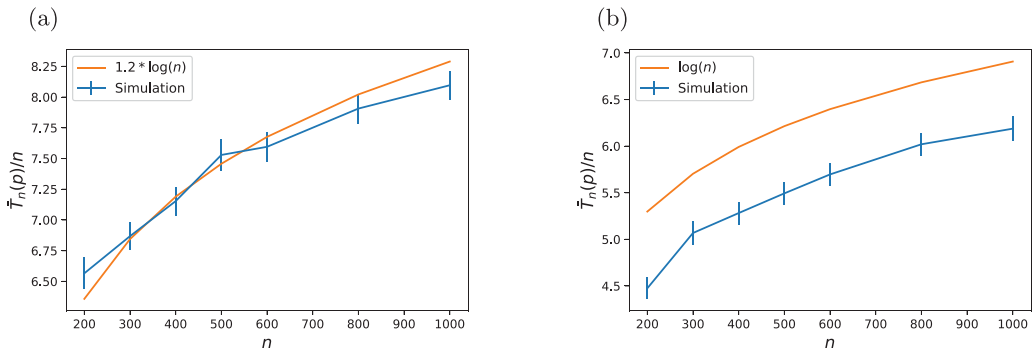 (a)
1.2 * log(n)
Simulation
8.25
8.00
7.75
7.50
7.25
7.00
6.75
6.50
T̄ₙ(p)/n
200 300 400 500 600 700 800 900 1000
n
(b)
log(n)
Simulation
7.0
6.5
6.0
5.5
5.0
4.5
T̄ₙ(p)/n
200 300 400 500 600 700 800 900 1000
n